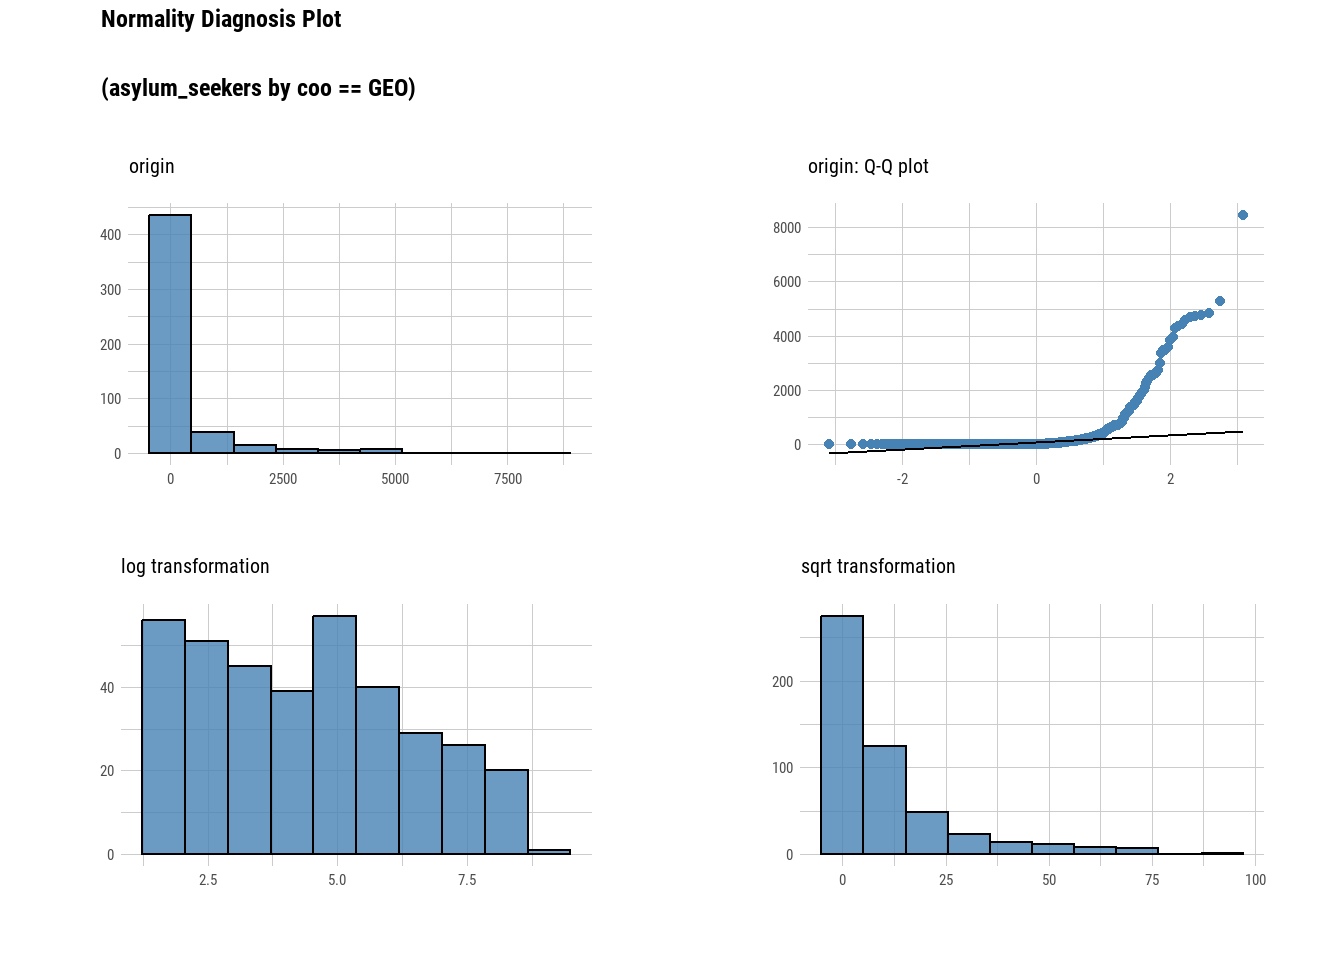 Normality Diagnosis Plot
(asylum_seekers by coo == GEO)
origin
400
300
200
100
0
0 2500 5000 7500
origin: Q-Q plot
8000
6000
4000
2000
0
-2 0 2
log transformation
40
20
0
2.5 5.0 7.5
sqrt transformation
200
100
0
0 25 50 75 100